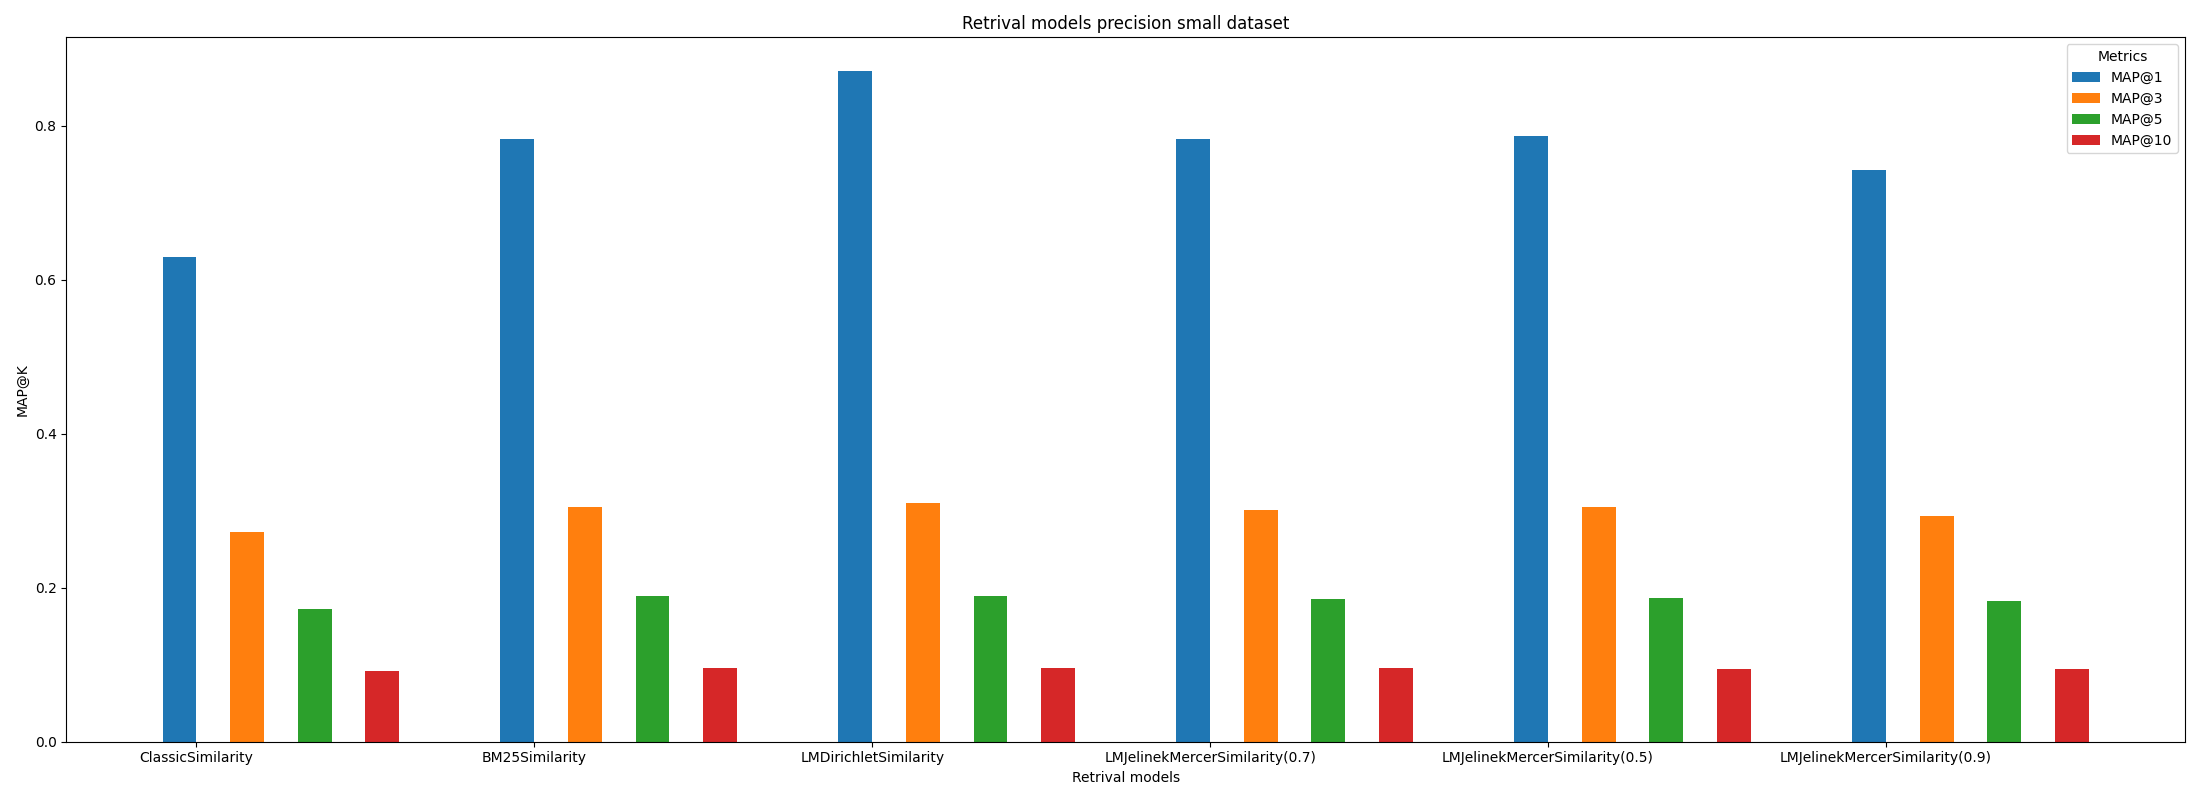 Retrival models precision small dataset
Metrics
MAP@1
MAP@3
MAP@5
MAP@10
MAP@K
0.8
0.6
0.4
0.2
0.0
ClassicSimilarity BM25Similarity LMDirichletSimilarity LMJelinekMercerSimilarity(0.7) LMJelinekMercerSimilarity(0.5) LMJelinekMercerSimilarity(0.9)
Retrival models